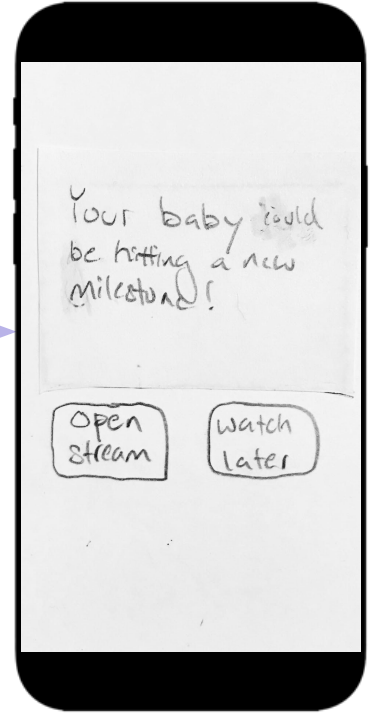 Your baby could
be hitting a new
milestone!
Open
stream
watch
later